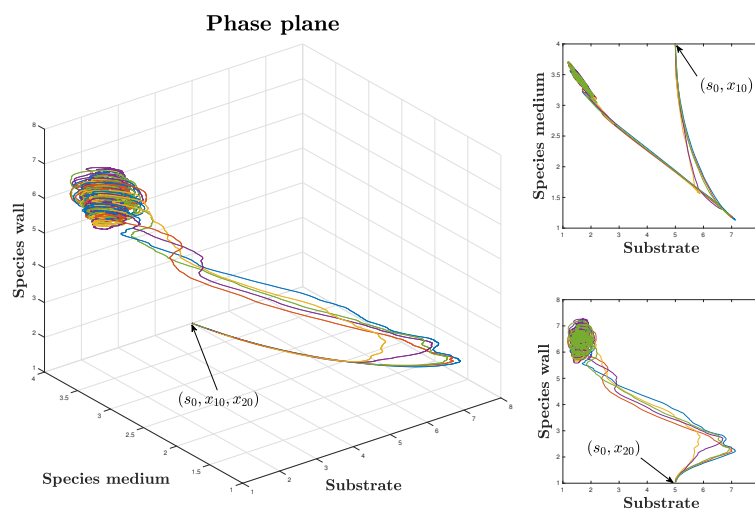 Phase plane
8
7
6
5
4
3
2
1
Species wall
4
3.5
3
2.5
2
1.5
1
Species medium
1
2
3
4
5
6
7
8
Substrate
(s₀, x₁₀, x₂₀)
4
3.5
3
2.5
2
1.5
1
Species medium
(s₀, x₁₀)
1 2 3 4 5 6 7
Substrate
8
7
6
5
4
3
2
1
Species wall
(s₀, x₂₀)
1 2 3 4 5 6 7
Substrate